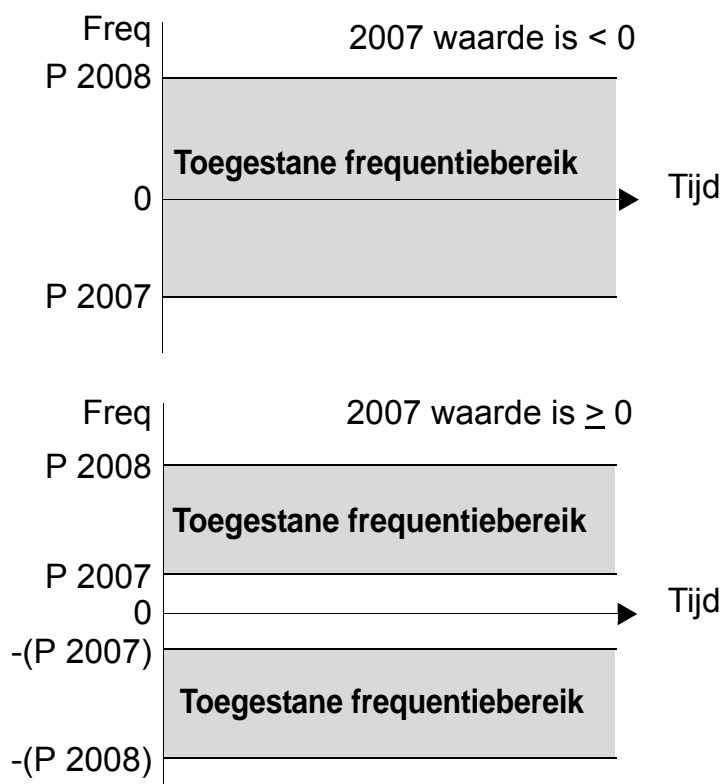 Freq
2007 waarde is < 0
P 2008
Toegestane frequentiebereik
Tijd
0
P 2007
Freq
2007 waarde is ≥ 0
P 2008
Toegestane frequentiebereik
P 2007
Tijd
0
-(P 2007)
Toegestane frequentiebereik
-(P 2008)